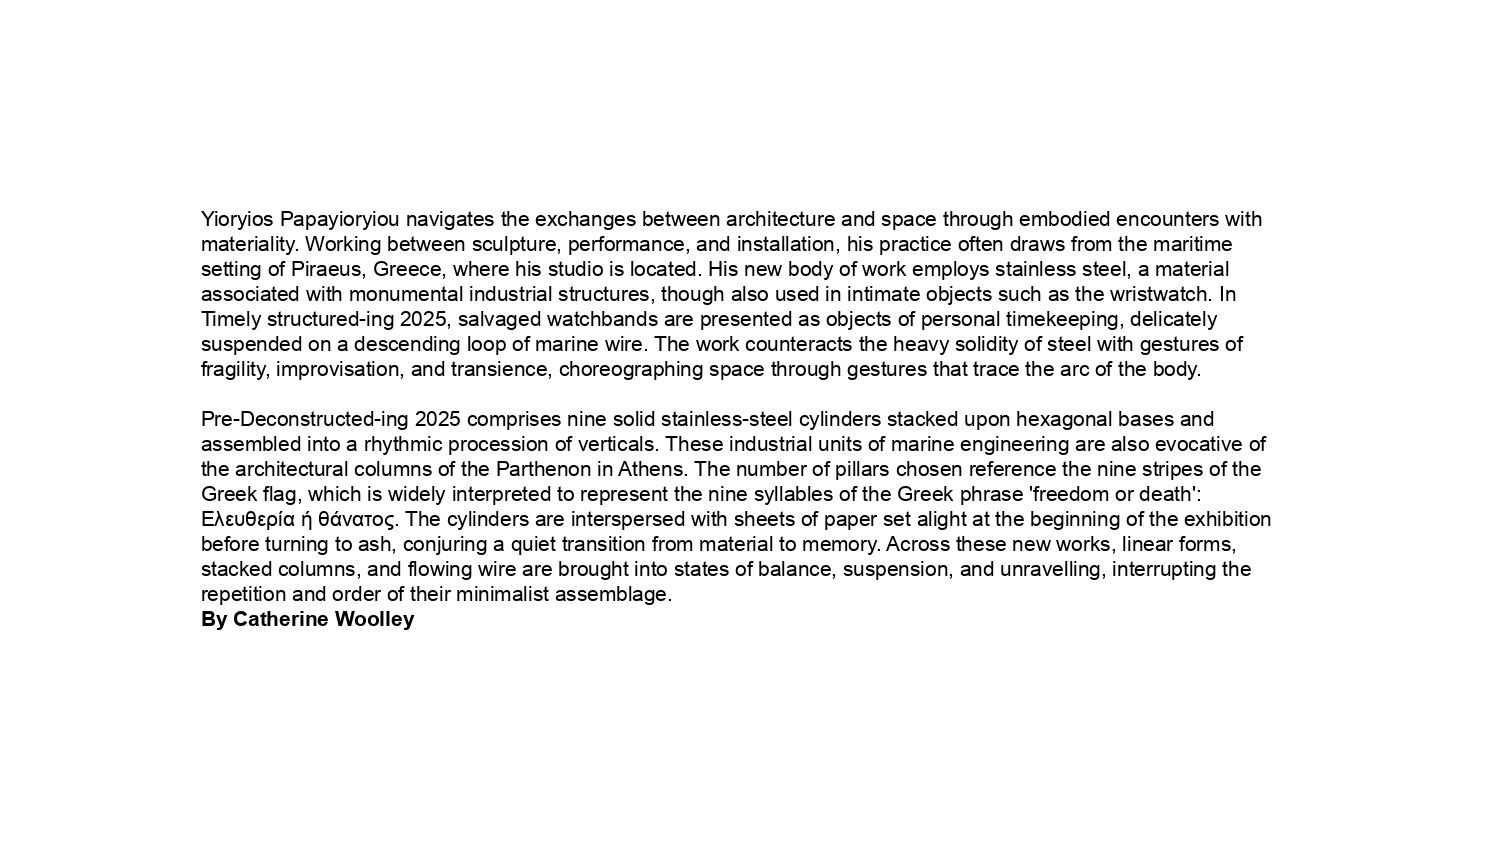 Yioryios Papayioryiou navigates the exchanges between architecture and space through embodied encounters with
materiality. Working between sculpture, performance, and installation, his practice often draws from the maritime
setting of Piraeus, Greece, where his studio is located. His new body of work employs stainless steel, a material
associated with monumental industrial structures, though also used in intimate objects such as the wristwatch. In
Timely structured-ing 2025, salvaged watchbands are presented as objects of personal timekeeping, delicately
suspended on a descending loop of marine wire. The work counteracts the heavy solidity of steel with gestures of
fragility, improvisation, and transience, choreographing space through gestures that trace the arc of the body.
Pre-Deconstructed-ing 2025 comprises nine solid stainless-steel cylinders stacked upon hexagonal bases and
assembled into a rhythmic procession of verticals. These industrial units of marine engineering are also evocative of
the architectural columns of the Parthenon in Athens. The number of pillars chosen reference the nine stripes of the
Greek flag, which is widely interpreted to represent the nine syllables of the Greek phrase 'freedom or death':
Ελευθερία ή θάνατος. The cylinders are interspersed with sheets of paper set alight at the beginning of the exhibition
before turning to ash, conjuring a quiet transition from material to memory. Across these new works, linear forms,
stacked columns, and flowing wire are brought into states of balance, suspension, and unravelling, interrupting the
repetition and order of their minimalist assemblage.
By Catherine Woolley